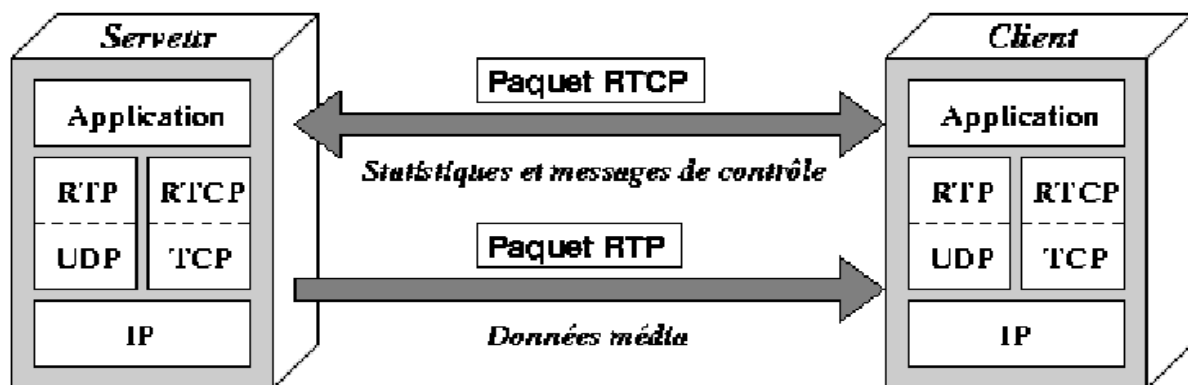 Serveur
Application
RTP RTCP
UDP TCP
IP
Paquet RTCP
Statistiques et messages de contrôle
Paquet RTP
Données média
Client
Application
RTP RTCP
UDP TCP
IP